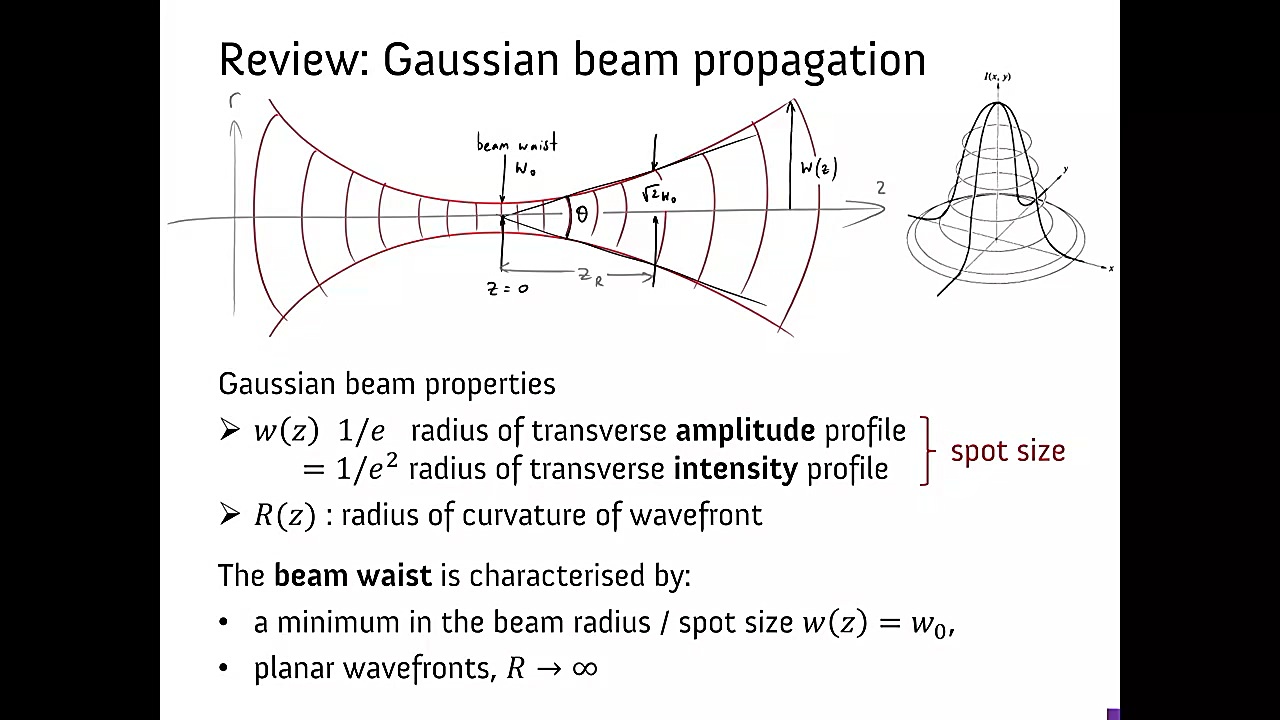 Review: Gaussian beam propagation
I(x, y)
r
beam waist
w₀
√2w₀
w(z)
z
y
θ
z_R
x
z = 0
Gaussian beam properties
➢ w(z) 1/e radius of transverse amplitude profile
= 1/e² radius of transverse intensity profile
spot size
➢ R(z) : radius of curvature of wavefront
The beam waist is characterised by:
• a minimum in the beam radius / spot size w(z) = w₀,
• planar wavefronts, R → ∞